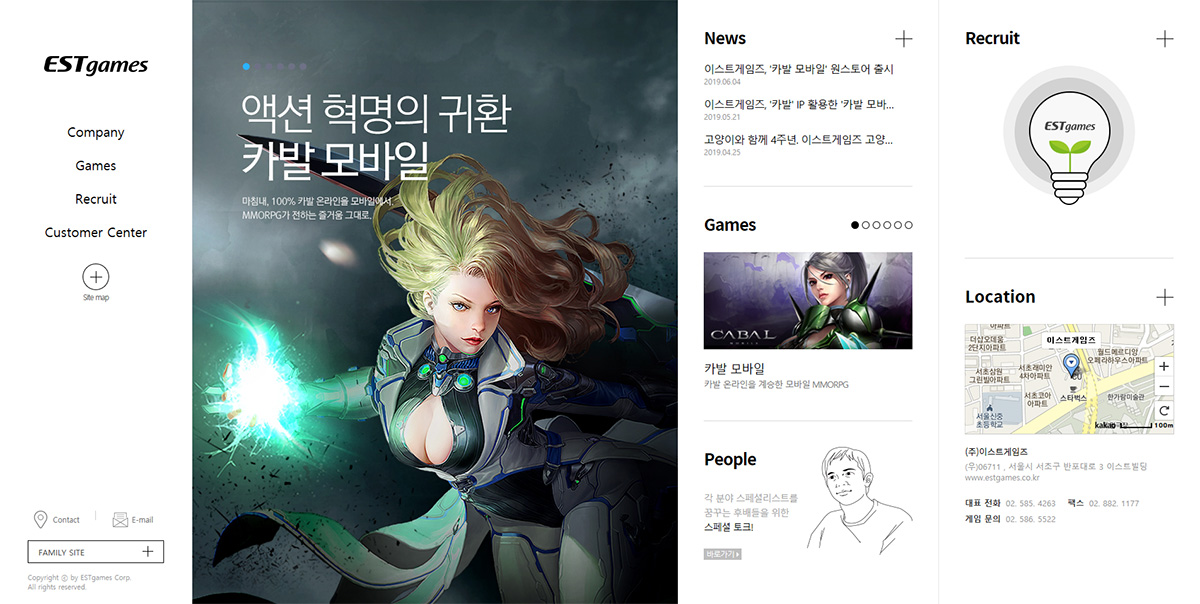 ESTgames
Company
Games
Recruit
Customer Center
Site map
Contact
E-mail
FAMILY SITE
Copyright ⓒ by ESTgames Corp.
All rights reserved.
액션 혁명의 귀환
카발 모바일
마침내, 100% 카발 온라인을 모바일에서.
MMORPG가 전하는 즐거움 그대로.
News
이스트게임즈, '카발 모바일' 원스토어 출시
2019.06.04
이스트게임즈, '카발' IP 활용한 '카발 모바...
2019.05.21
고양이와 함께 4주년. 이스트게임즈 고양...
2019.04.25
Games
CABAL
MOBILE
카발 모바일
카발 온라인을 계승한 모바일 MMORPG
People
각 분야 스페셜리스트를
꿈꾸는 후배들을 위한
스페셜 토크!
바로가기
Recruit
ESTgames
Location
아파트
더샵오데움
2단지아파트
이스트게임즈
월드메르디앙
오페라하우스아파트
서초삼원
그린빌아파트
서초래미안
4차아파트
서초코아
아파트
스타벅스
한가람미술관
서울신중
초등학교
kakao
100m
(주)이스트게임즈
(우)06711 , 서울시 서초구 반포대로 3 이스트빌딩
www.estgames.co.kr
대표 전화 02. 585. 4263 팩스 02. 882. 1177
게임 문의 02. 586. 5522